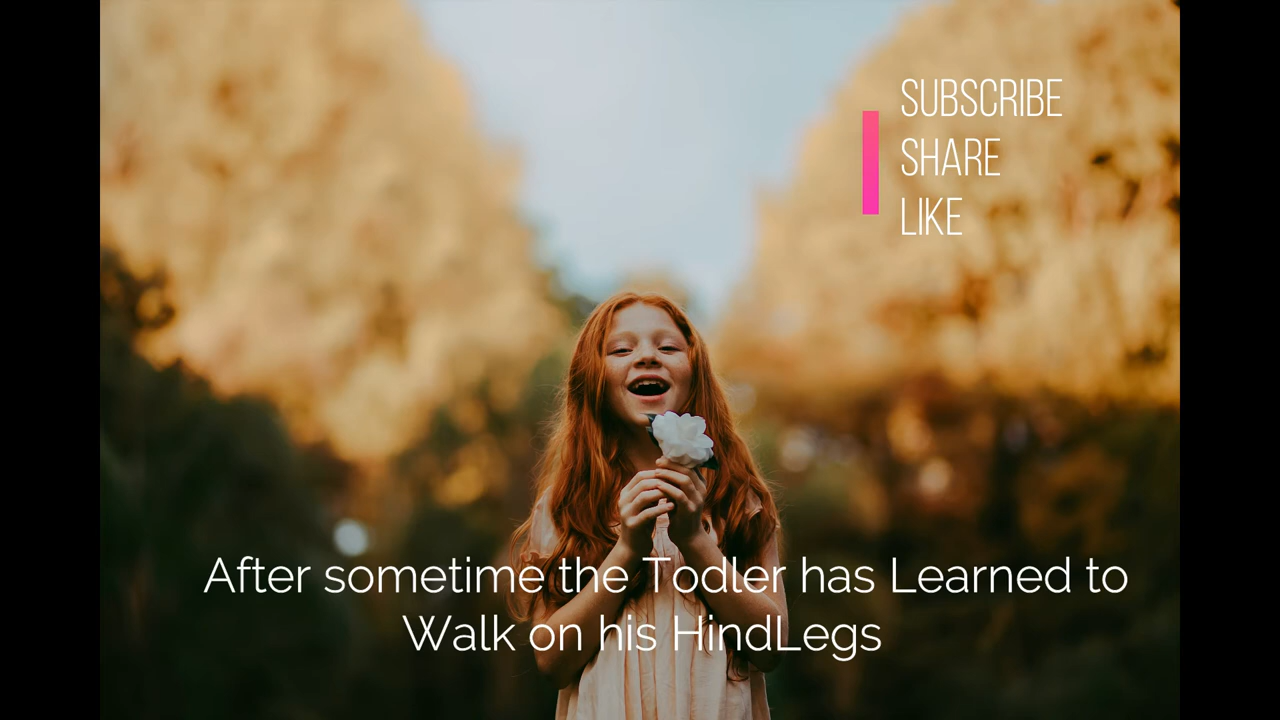 SUBSCRIBE
SHARE
LIKE
After sometime the Todler has Learned to
Walk on his HindLegs